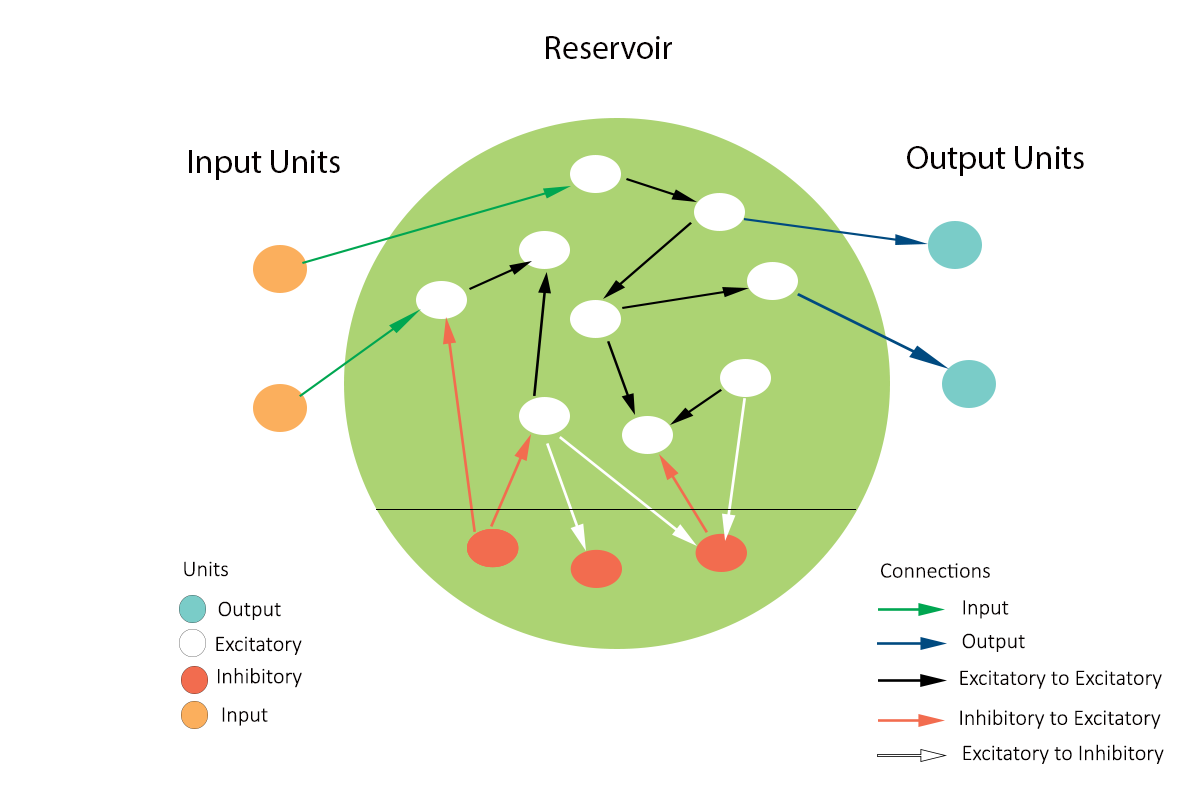 Reservoir
Input Units
Output Units
Units
Output
Excitatory
Inhibitory
Input
Connections
Input
Output
Excitatory to Excitatory
Inhibitory to Excitatory
Excitatory to Inhibitory